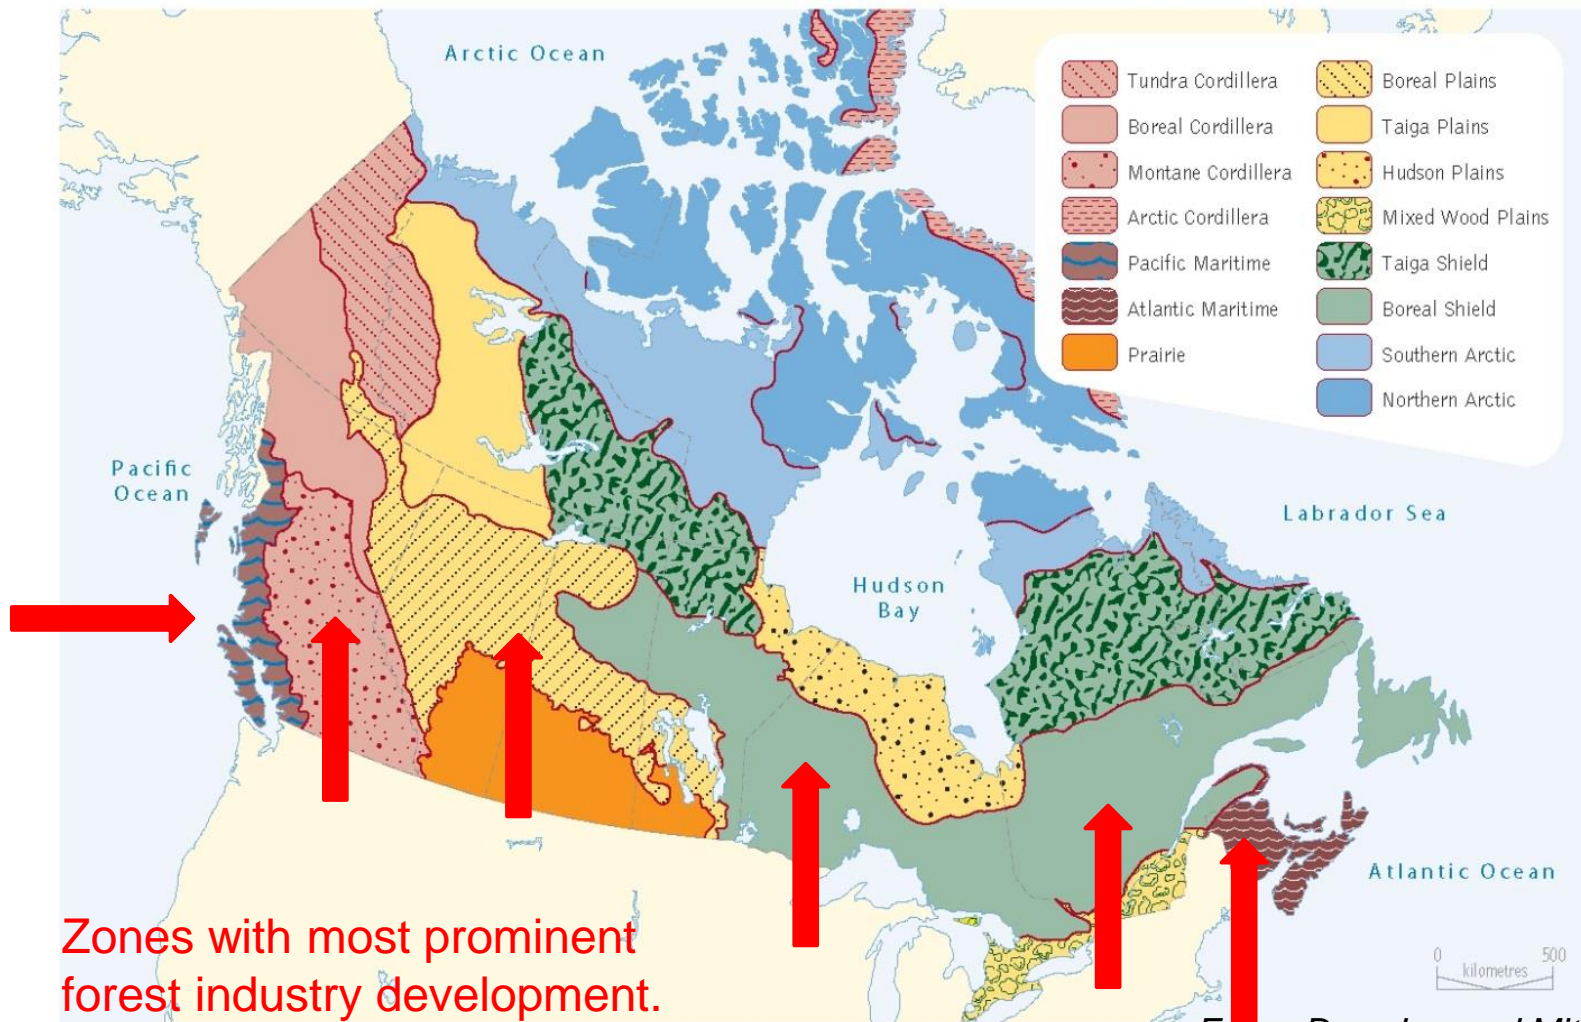 Arctic Ocean
Tundra Cordillera
Boreal Cordillera
Montane Cordillera
Arctic Cordillera
Pacific Maritime
Atlantic Maritime
Prairie
Boreal Plains
Taiga Plains
Hudson Plains
Mixed Wood Plains
Taiga Shield
Boreal Shield
Southern Arctic
Northern Arctic
Pacific
Ocean
Labrador Sea
Hudson
Bay
Atlantic Ocean
Zones with most prominent
forest industry development.
0 500
kilometres